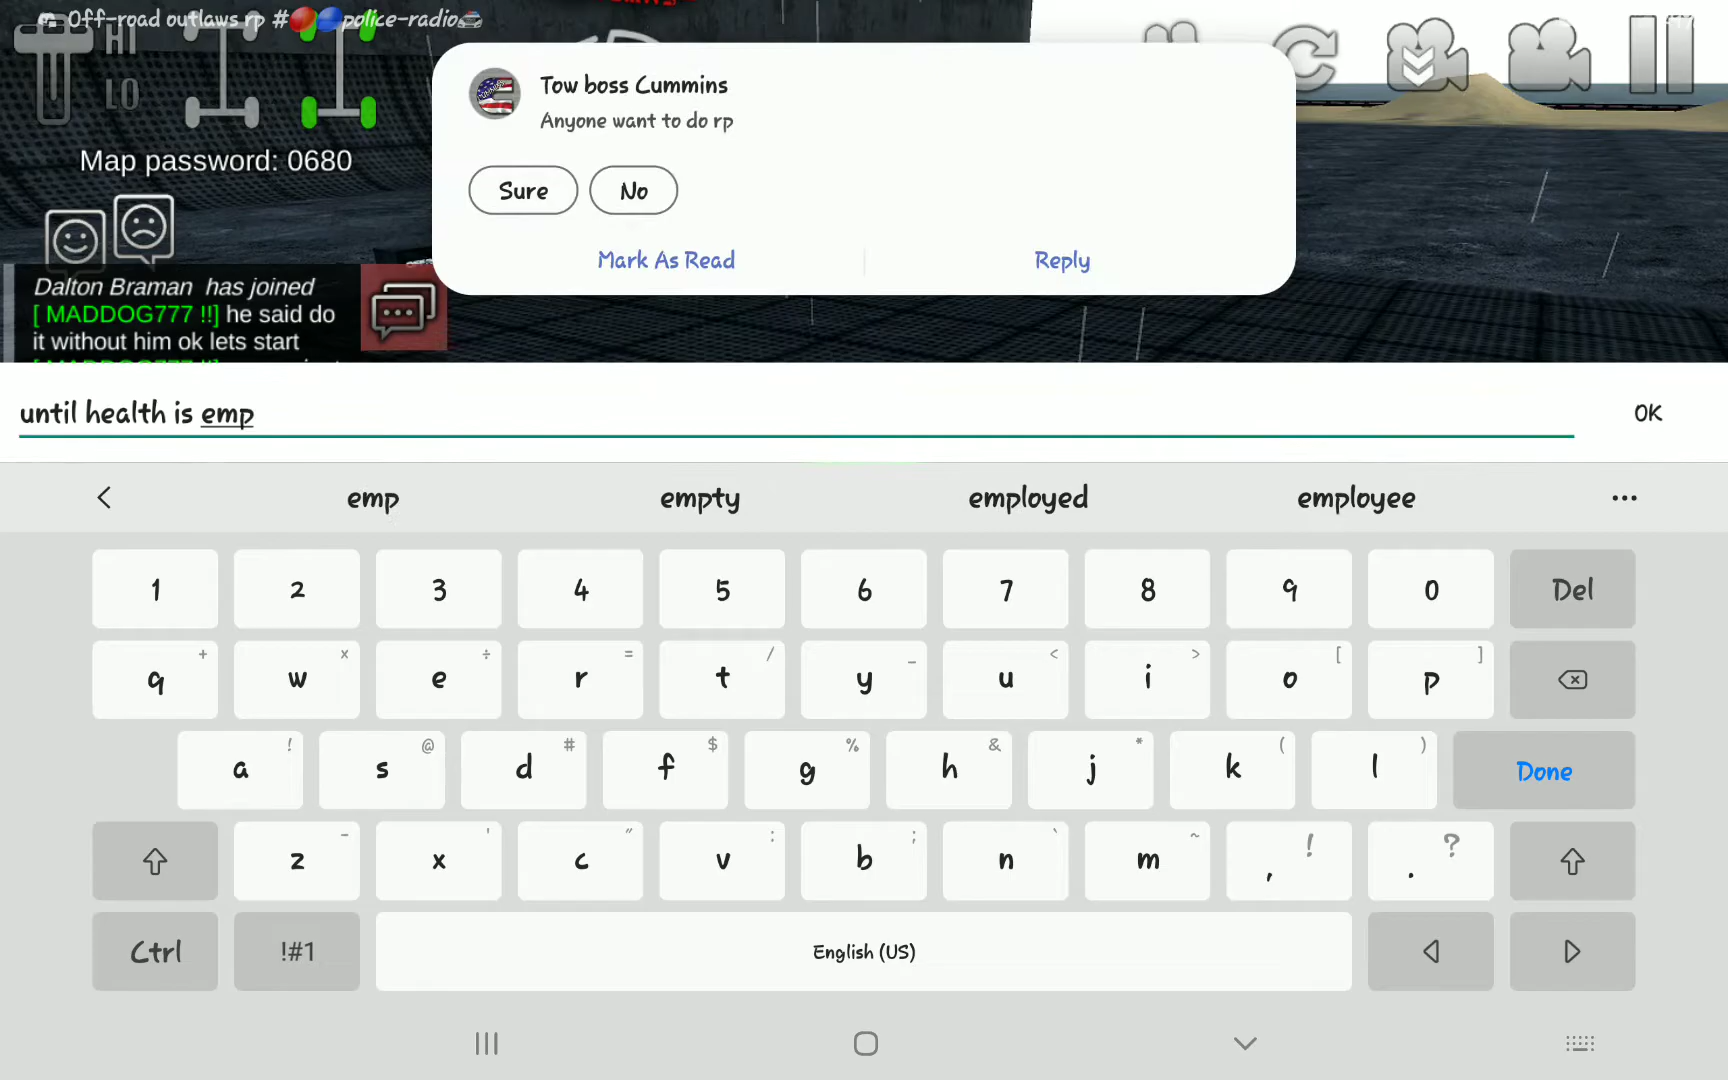 Off-road outlaws rp #🔴🔵police-radio🚔
HI
LO
Map password: 0680
Dalton Braman has joined
[ MADDOG777 !!] he said do
it without him ok lets start
Tow boss Cummins
Anyone want to do rp
Sure No
Mark As Read Reply
until health is emp OK
emp empty employed employee
1 2 3 4 5 6 7 8 9 0 Del
q + w × e ÷ r = t / y _ u < i > o [ p ]
a ! s @ d # f $ g % h & j * k ( l ) Done
z - x ' c " v : b ; n ` m ~ , ! . ?
Ctrl !#1 English (US)